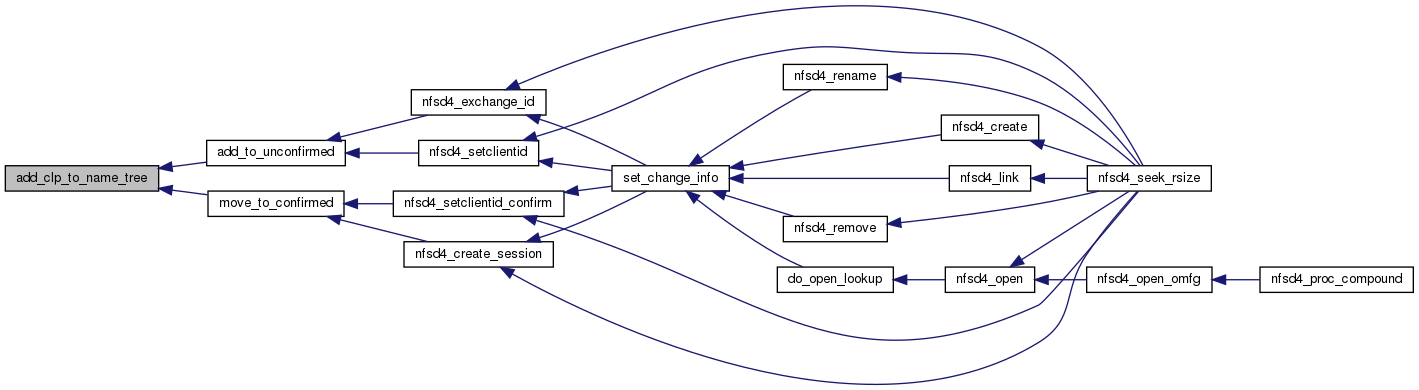 add_clp_to_name_tree
add_to_unconfirmed
move_to_confirmed
nfsd4_exchange_id
nfsd4_setclientid
nfsd4_setclientid_confirm
nfsd4_create_session
set_change_info
nfsd4_rename
nfsd4_create
nfsd4_link
nfsd4_remove
do_open_lookup
nfsd4_open
nfsd4_seek_rsize
nfsd4_open_omfg
nfsd4_proc_compound